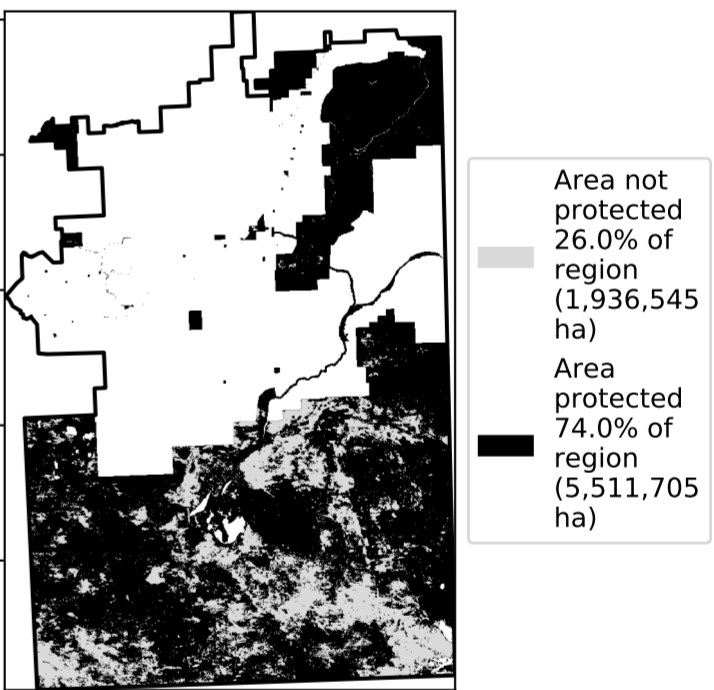 Area not
protected
26.0% of
region
(1,936,545
ha)
Area
protected
74.0% of
region
(5,511,705
ha)